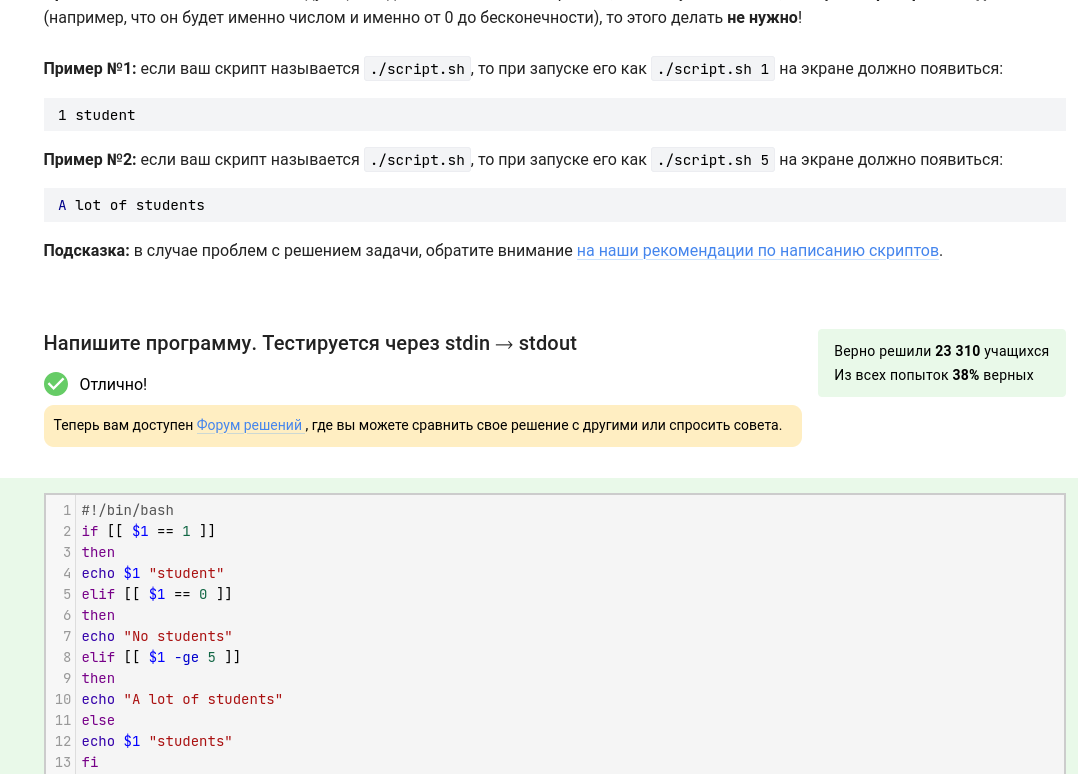 (например, что он будет именно числом и именно от 0 до бесконечности), то этого делать не нужно!
Пример №1: если ваш скрипт называется ./script.sh, то при запуске его как ./script.sh 1 на экране должно появиться:
1 student
Пример №2: если ваш скрипт называется ./script.sh, то при запуске его как ./script.sh 5 на экране должно появиться:
A lot of students
Подсказка: в случае проблем с решением задачи, обратите внимание на наши рекомендации по написанию скриптов.
Напишите программу. Тестируется через stdin → stdout
Верно решили 23 310 учащихся
Из всех попыток 38% верных
Отлично!
Теперь вам доступен Форум решений , где вы можете сравнить свое решение с другими или спросить совета.
1 #!/bin/bash
2 if [[ $1 == 1 ]]
3 then
4 echo $1 "student"
5 elif [[ $1 == 0 ]]
6 then
7 echo "No students"
8 elif [[ $1 -ge 5 ]]
9 then
10 echo "A lot of students"
11 else
12 echo $1 "students"
13 fi